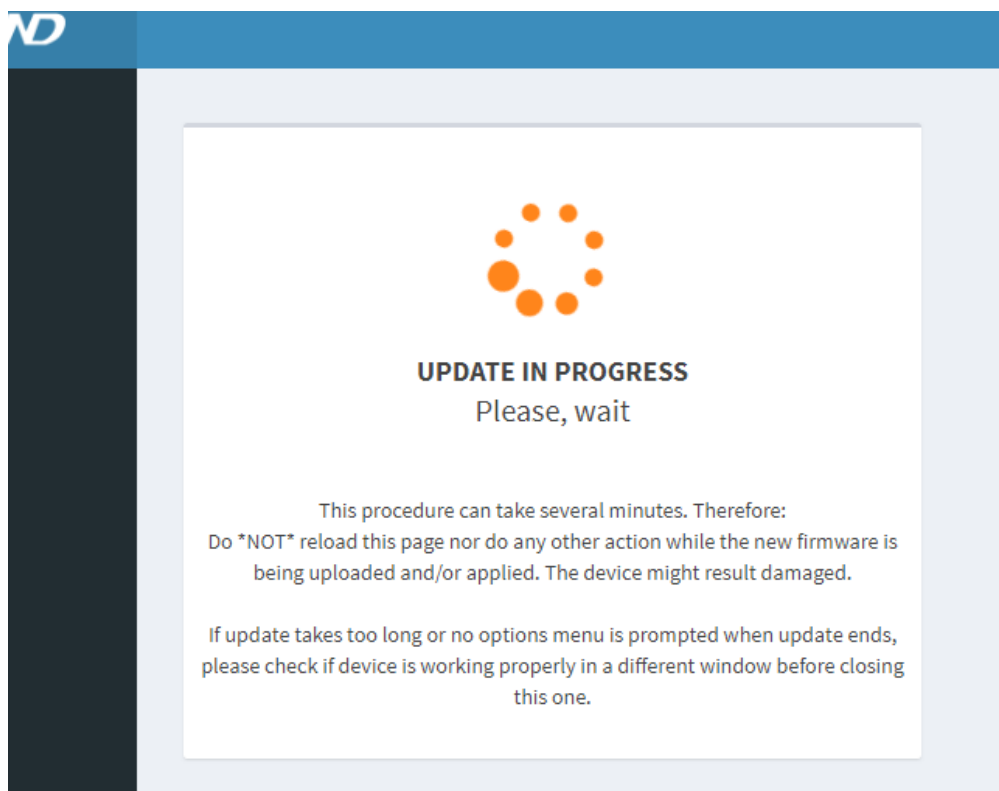 ND
UPDATE IN PROGRESS
Please, wait
This procedure can take several minutes. Therefore:
Do *NOT* reload this page nor do any other action while the new firmware is
being uploaded and/or applied. The device might result damaged.
If update takes too long or no options menu is prompted when update ends,
please check if device is working properly in a different window before closing
this one.